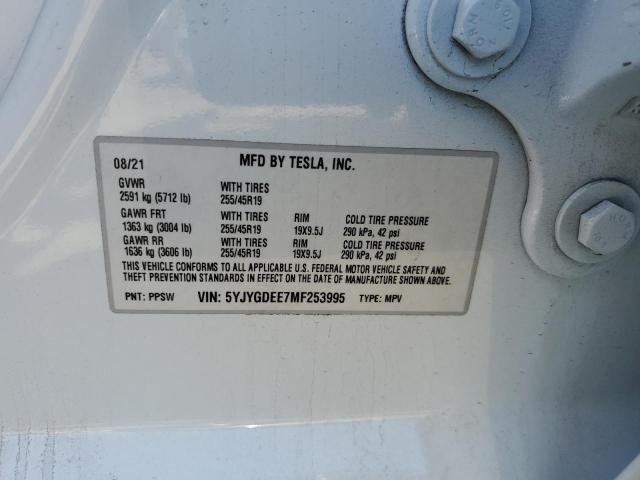 08/21 MFD BY TESLA, INC.
GVWR WITH TIRES
2591 kg (5712 lb) 255/45R19
GAWR FRT WITH TIRES RIM COLD TIRE PRESSURE
1363 kg (3004 lb) 255/45R19 19X9.5J 290 kPa, 42 psi
GAWR RR WITH TIRES RIM COLD TIRE PRESSURE
1636 kg (3606 lb) 255/45R19 19X9.5J 290 kPa, 42 psi
THIS VEHICLE CONFORMS TO ALL APPLICABLE U.S. FEDERAL MOTOR VEHICLE SAFETY AND
THEFT PREVENTION STANDARDS IN EFFECT ON THE DATE OF MANUFACTURE SHOWN ABOVE.
PNT: PPSW VIN: 5YJYGDEE7MF253995 TYPE: MPV